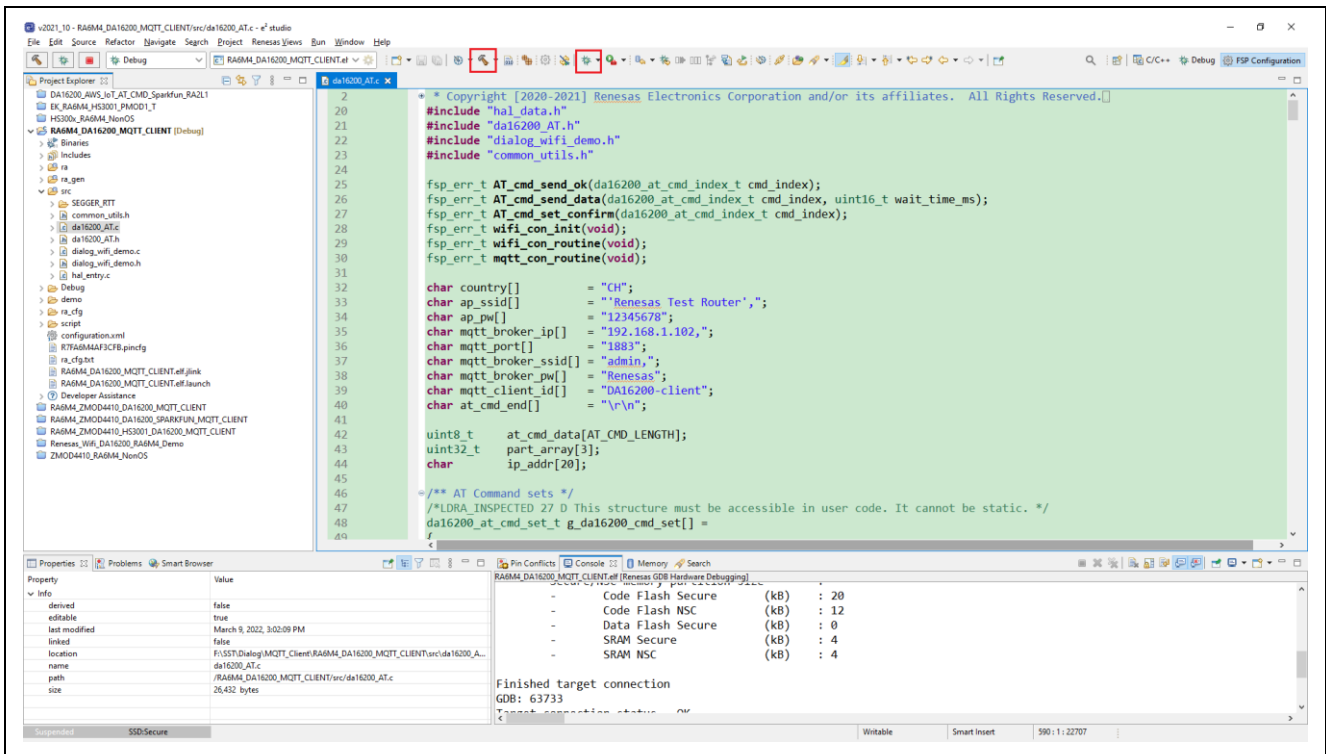 v2021_10 - RA6M4_DA16200_MQTT_CLIENT/src/da16200_AT.c - e² studio
File Edit Source Refactor Navigate Search Project Renesas Views Run Window Help
Debug RA6M4_DA16200_MQTT_CLIENT.el C/C++ Debug FSP Configuration
Project Explorer
DA16200_AWS_IoT_AT_CMD_Sparkfun_RA2L1
EK_RA6M4_HS3001_PMOD1_T
HS300x_RA6M4_NonOS
RA6M4_DA16200_MQTT_CLIENT [Debug]
Binaries
Includes
ra
ra_gen
src
SEGGER_RTT
common_utils.h
da16200_AT.c
da16200_AT.h
dialog_wifi_demo.c
dialog_wifi_demo.h
hal_entry.c
Debug
demo
ra_cfg
script
configuration.xml
R7FA6M4AF3CFB.pincfg
ra_cfg.txt
RA6M4_DA16200_MQTT_CLIENT.elf.jlink
RA6M4_DA16200_MQTT_CLIENT.elf.launch
Developer Assistance
RA6M4_ZMOD4410_DA16200_MQTT_CLIENT
RA6M4_ZMOD4410_DA16200_SPARKFUN_MQTT_CLIENT
RA6M4_ZMOD4410_HS3001_DA16200_MQTT_CLIENT
Renesas_Wifi_DA16200_RA6M4_Demo
ZMOD4410_RA6M4_NonOS
da16200_AT.c
2 * Copyright [2020-2021] Renesas Electronics Corporation and/or its affiliates.  All Rights Reserved.
20 #include "hal_data.h"
21 #include "da16200_AT.h"
22 #include "dialog_wifi_demo.h"
23 #include "common_utils.h"
24
25 fsp_err_t AT_cmd_send_ok(da16200_at_cmd_index_t cmd_index);
26 fsp_err_t AT_cmd_send_data(da16200_at_cmd_index_t cmd_index, uint16_t wait_time_ms);
27 fsp_err_t AT_cmd_set_confirm(da16200_at_cmd_index_t cmd_index);
28 fsp_err_t wifi_con_init(void);
29 fsp_err_t wifi_con_routine(void);
30 fsp_err_t mqtt_con_routine(void);
31
32 char country[] = "CH";
33 char ap_ssid[] = "'Renesas Test Router',";
34 char ap_pw[] = "12345678";
35 char mqtt_broker_ip[] = "192.168.1.102,";
36 char mqtt_port[] = "1883";
37 char mqtt_broker_ssid[] = "admin,";
38 char mqtt_broker_pw[] = "Renesas";
39 char mqtt_client_id[] = "DA16200-client";
40 char at_cmd_end[] = "\r\n";
41
42 uint8_t at_cmd_data[AT_CMD_LENGTH];
43 uint32_t part_array[3];
44 char ip_addr[20];
45
46 /** AT Command sets */
47 /*LDRA_INSPECTED 27 D This structure must be accessible in user code. It cannot be static. */
48 da16200_at_cmd_set_t g_da16200_cmd_set[] =
49 {
Properties Problems Smart Browser
Property Value
Info
derived false
editable true
last modified March 9, 2022, 3:02:09 PM
linked false
location F:\SST\Dialog\MQTT_Client\RA6M4_DA16200_MQTT_CLIENT\src\da16200_A...
name da16200_AT.c
path /RA6M4_DA16200_MQTT_CLIENT/src/da16200_AT.c
size 26,432 bytes
Pin Conflicts Console Memory Search
RA6M4_DA16200_MQTT_CLIENT.elf [Renesas GDB Hardware Debugging]
Secure/NSC memory partition size :
- Code Flash Secure (kB) : 20
- Code Flash NSC (kB) : 12
- Data Flash Secure (kB) : 0
- SRAM Secure (kB) : 4
- SRAM NSC (kB) : 4
Finished target connection
GDB: 63733
Target connection status - OK
Suspended SSD:Secure Writable Smart Insert 590 : 1 : 22707